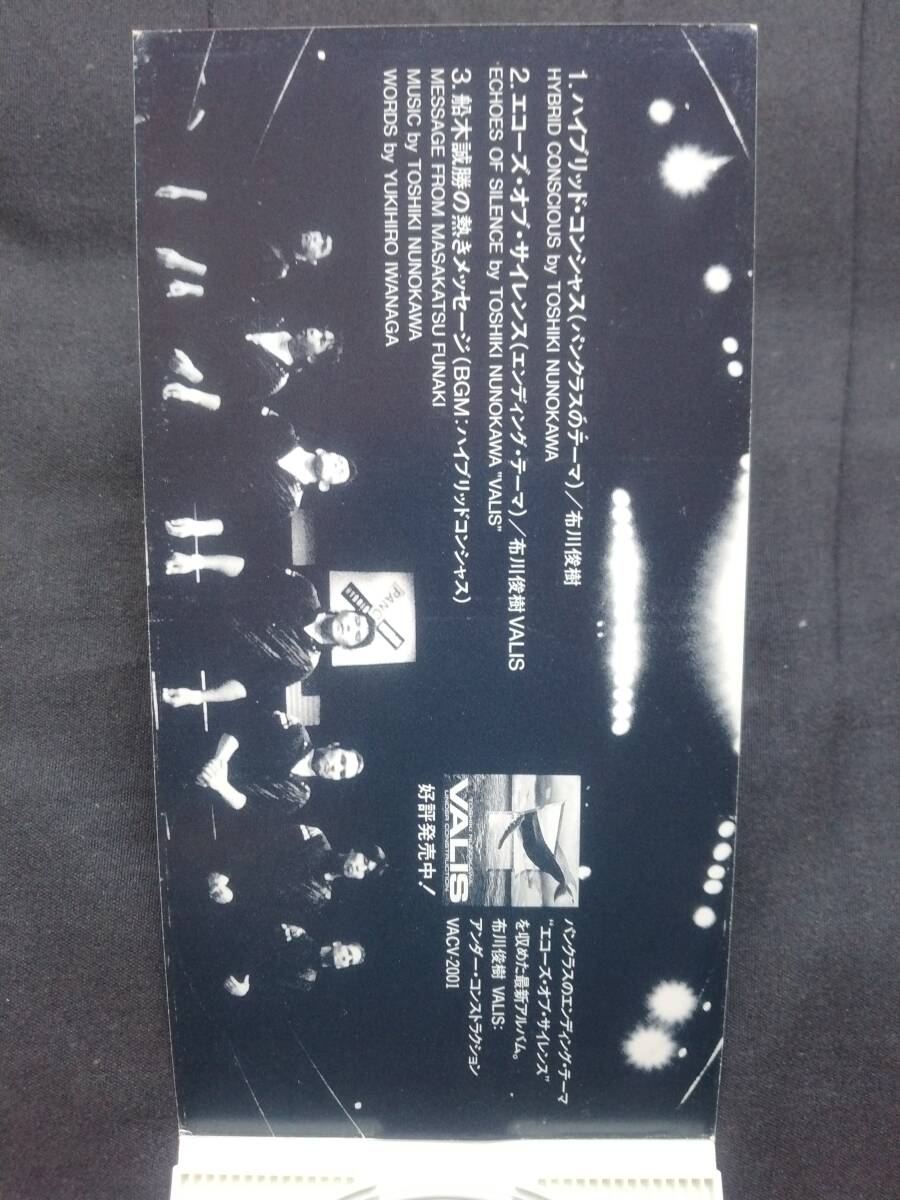 1. ハイブリッド・コンシャス(パンクラスのテーマ)/布川俊樹
HYBRID CONSCIOUS by TOSHIKI NUNOKAWA
2. エコーズ・オブ・サイレンス(エンディング・テーマ)/布川俊樹 VALIS
ECHOES OF SILENCE by TOSHIKI NUNOKAWA "VALIS"
3. 船木誠勝の熱きメッセージ(BGM:ハイブリッドコンシャス)
MESSAGE FROM MASAKATSU FUNAKI
MUSIC by TOSHIKI NUNOKAWA
WORDS by YUKIHIRO IWANAGA
PANC
TOSHIKI NUNOKAWA
VALIS
UNDER CONSTRUCTION
好評発売中!
パンクラスのエンディング・テーマ
"エコーズ・オブ・サイレンス"
を収めた最新アルバム。
布川俊樹 VALIS:
アンダー・コンストラクション
VACV-2001